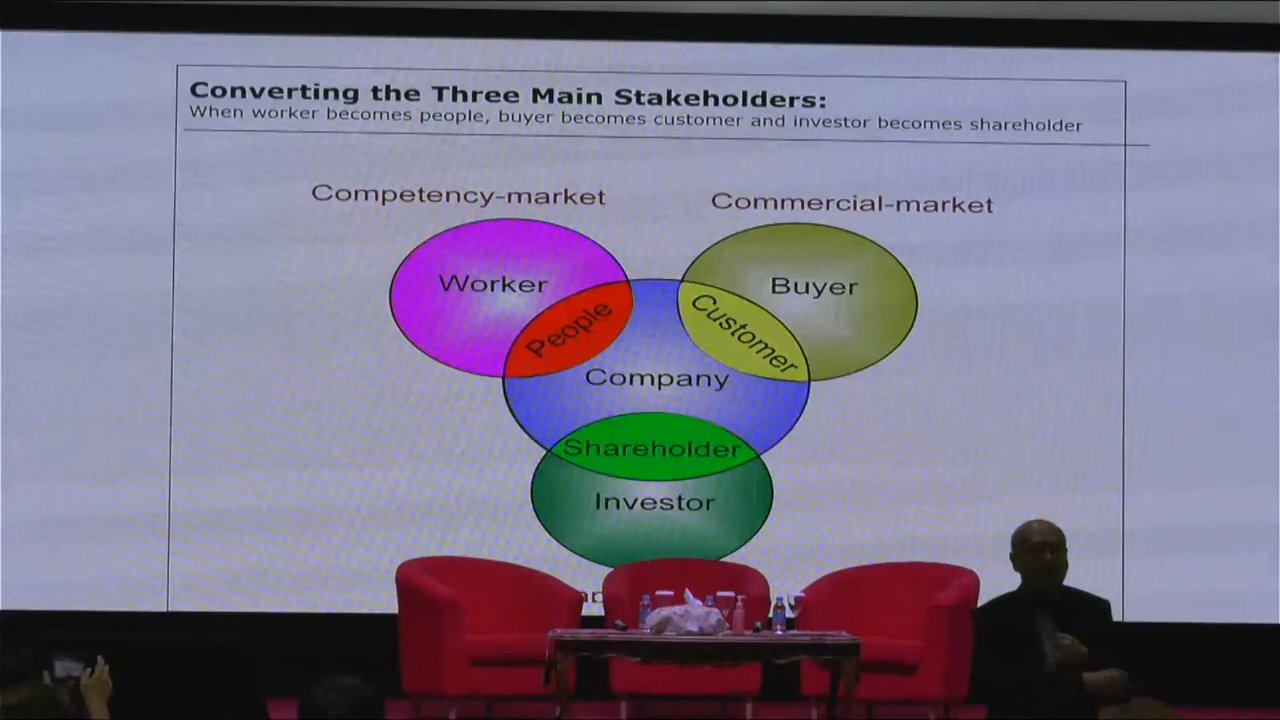 Converting the Three Main Stakeholders:
When worker becomes people, buyer becomes customer and investor becomes shareholder
Competency-market
Commercial-market
Worker
Buyer
People
Customer
Company
Shareholder
Investor